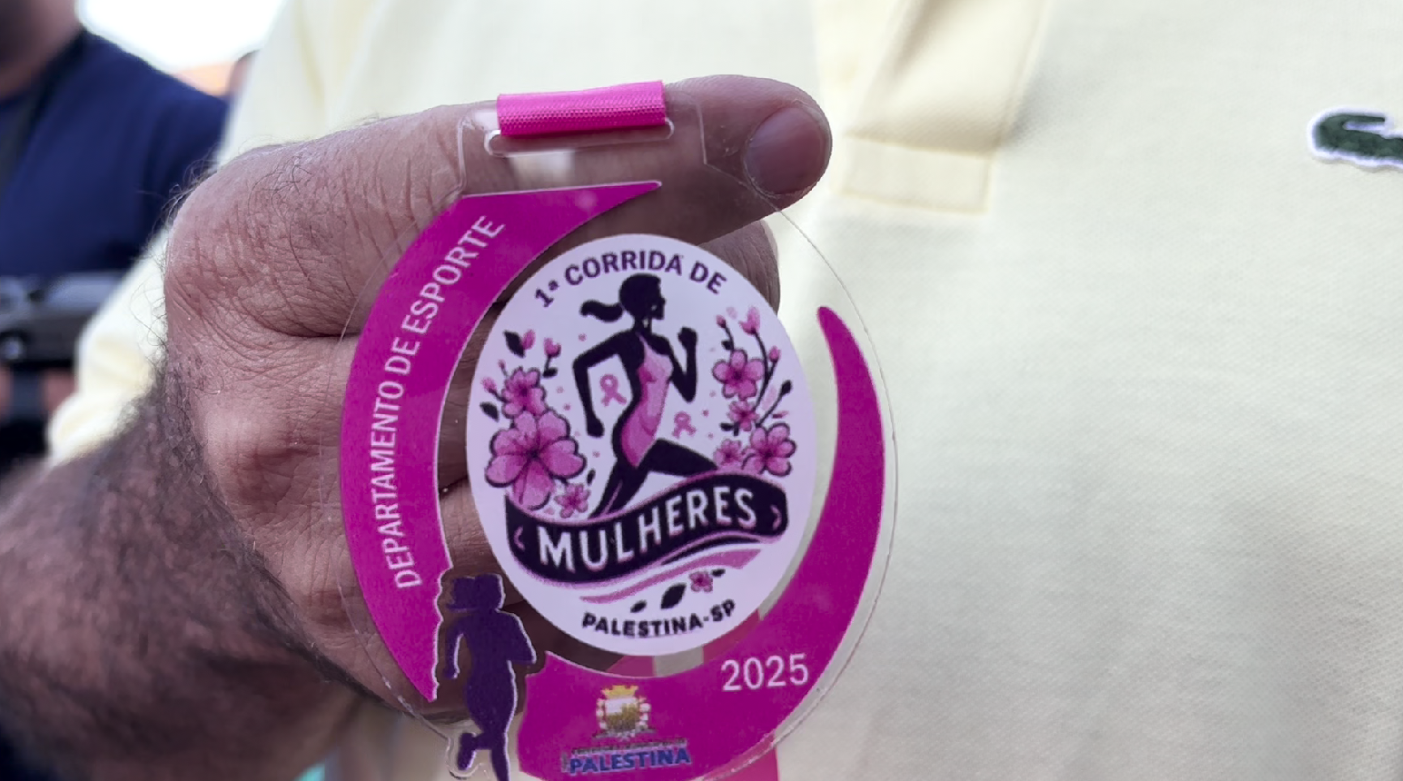 DEPARTAMENTO DE ESPORTE
1ª CORRIDA DE
MULHERES
PALESTINA-SP
2025
PALESTINA